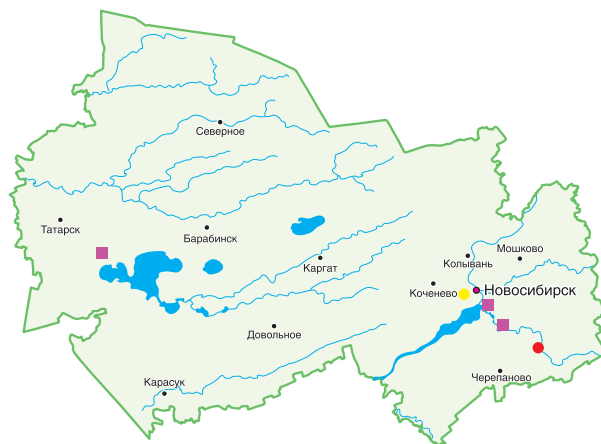 Северное
Татарск
Барабинск
Мошково
Колывань
Каргат
Коченево
Новосибирск
Довольное
Черепаново
Карасук